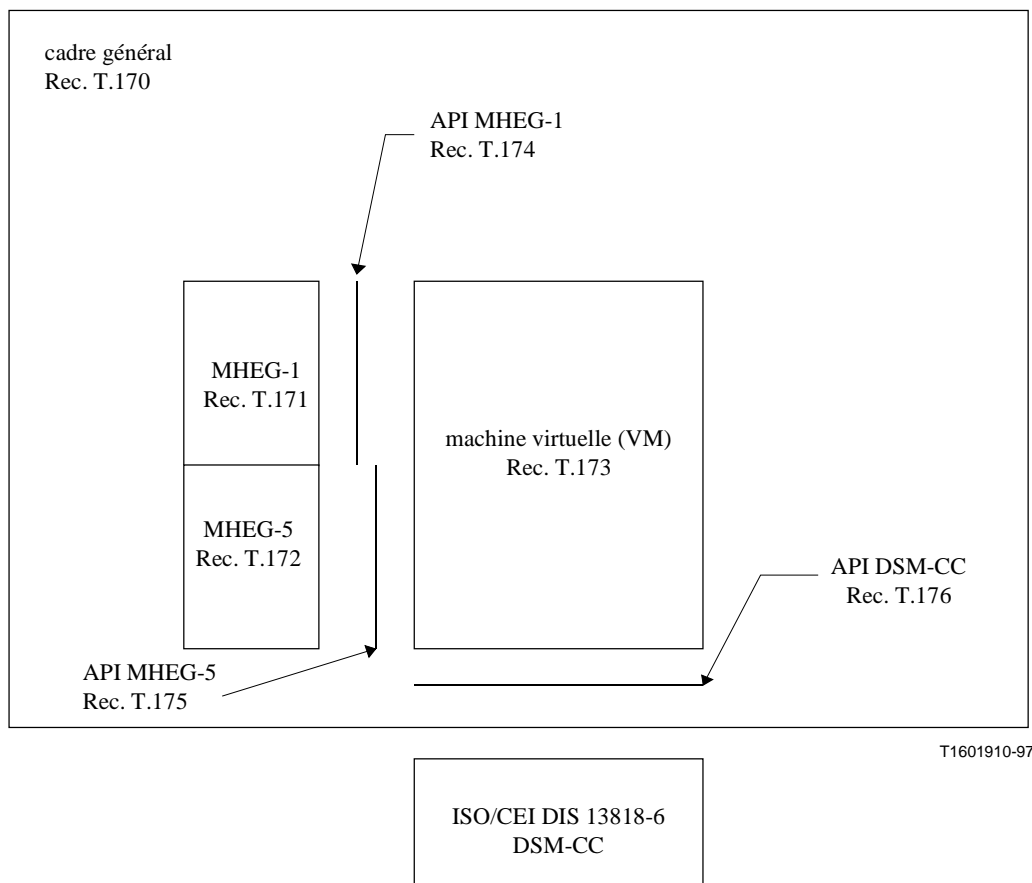 cadre général
Rec. T.170
API MHEG-1
Rec. T.174
MHEG-1
Rec. T.171
machine virtuelle (VM)
Rec. T.173
MHEG-5
Rec. T.172
API DSM-CC
Rec. T.176
API MHEG-5
Rec. T.175
T1601910-97
ISO/CEI DIS 13818-6
DSM-CC